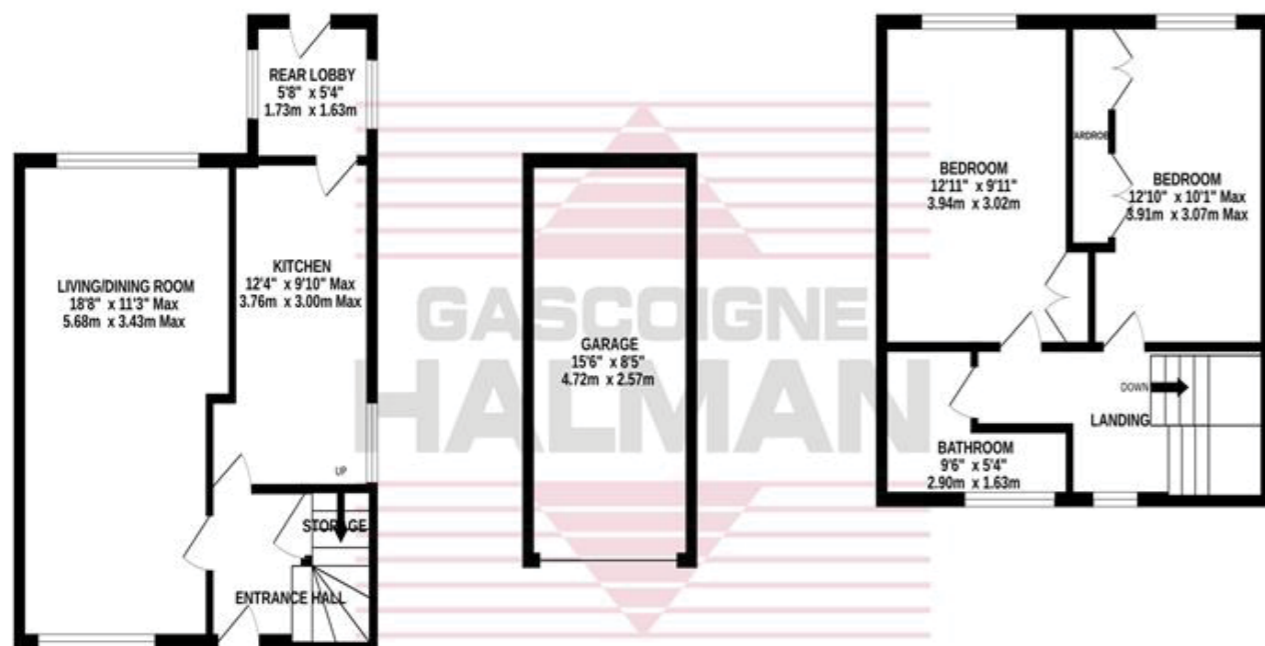 REAR LOBBY
5'8" x 5'4"
1.73m x 1.63m
LIVING/DINING ROOM
18'8" x 11'3" Max
5.68m x 3.43m Max
KITCHEN
12'4" x 9'10" Max
3.76m x 3.00m Max
UP
STORAGE
ENTRANCE HALL
GASCOIGNE
HALMAN
GARAGE
15'6" x 8'5"
4.72m x 2.57m
BEDROOM
12'11" x 9'11"
3.94m x 3.02m
ARDROB
BEDROOM
12'10" x 10'1" Max
3.91m x 3.07m Max
DOWN
LANDING
BATHROOM
9'6" x 5'4"
2.90m x 1.63m